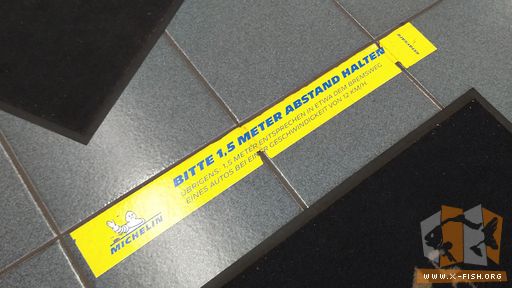 BITTE 1,5 METER ABSTAND HALTEN
ÜBRIGENS: 1,5 METER ENTSPRECHEN IN ETWA DEM BREMSWEG
EINES AUTOS BEI EINER GESCHWINDIGKEIT VON 12 KM/H.
MICHELIN
WWW.X-FISH.ORG